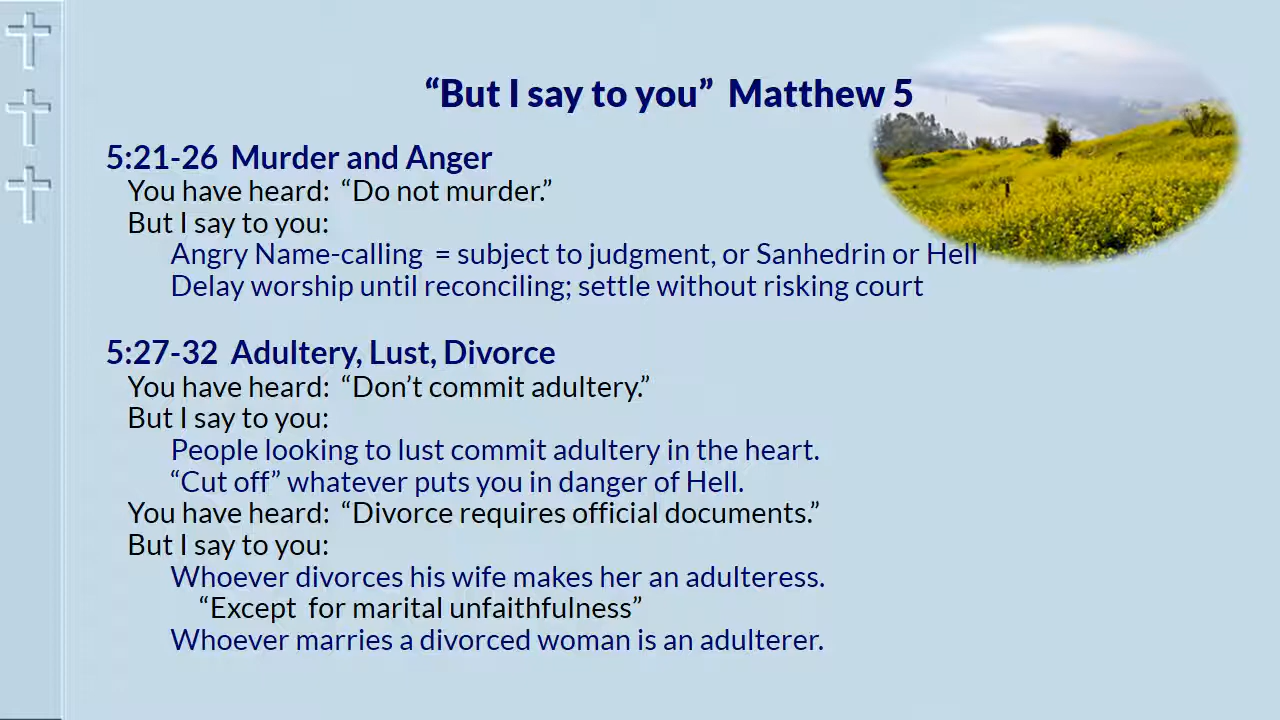 “But I say to you”  Matthew 5
5:21-26  Murder and Anger
You have heard:  “Do not murder.”
But I say to you:
Angry Name-calling  = subject to judgment, or Sanhedrin or Hell
Delay worship until reconciling; settle without risking court
5:27-32  Adultery, Lust, Divorce
You have heard:  “Don’t commit adultery.”
But I say to you:
People looking to lust commit adultery in the heart.
“Cut off” whatever puts you in danger of Hell.
You have heard:  “Divorce requires official documents.”
But I say to you:
Whoever divorces his wife makes her an adulteress.
“Except  for marital unfaithfulness”
Whoever marries a divorced woman is an adulterer.